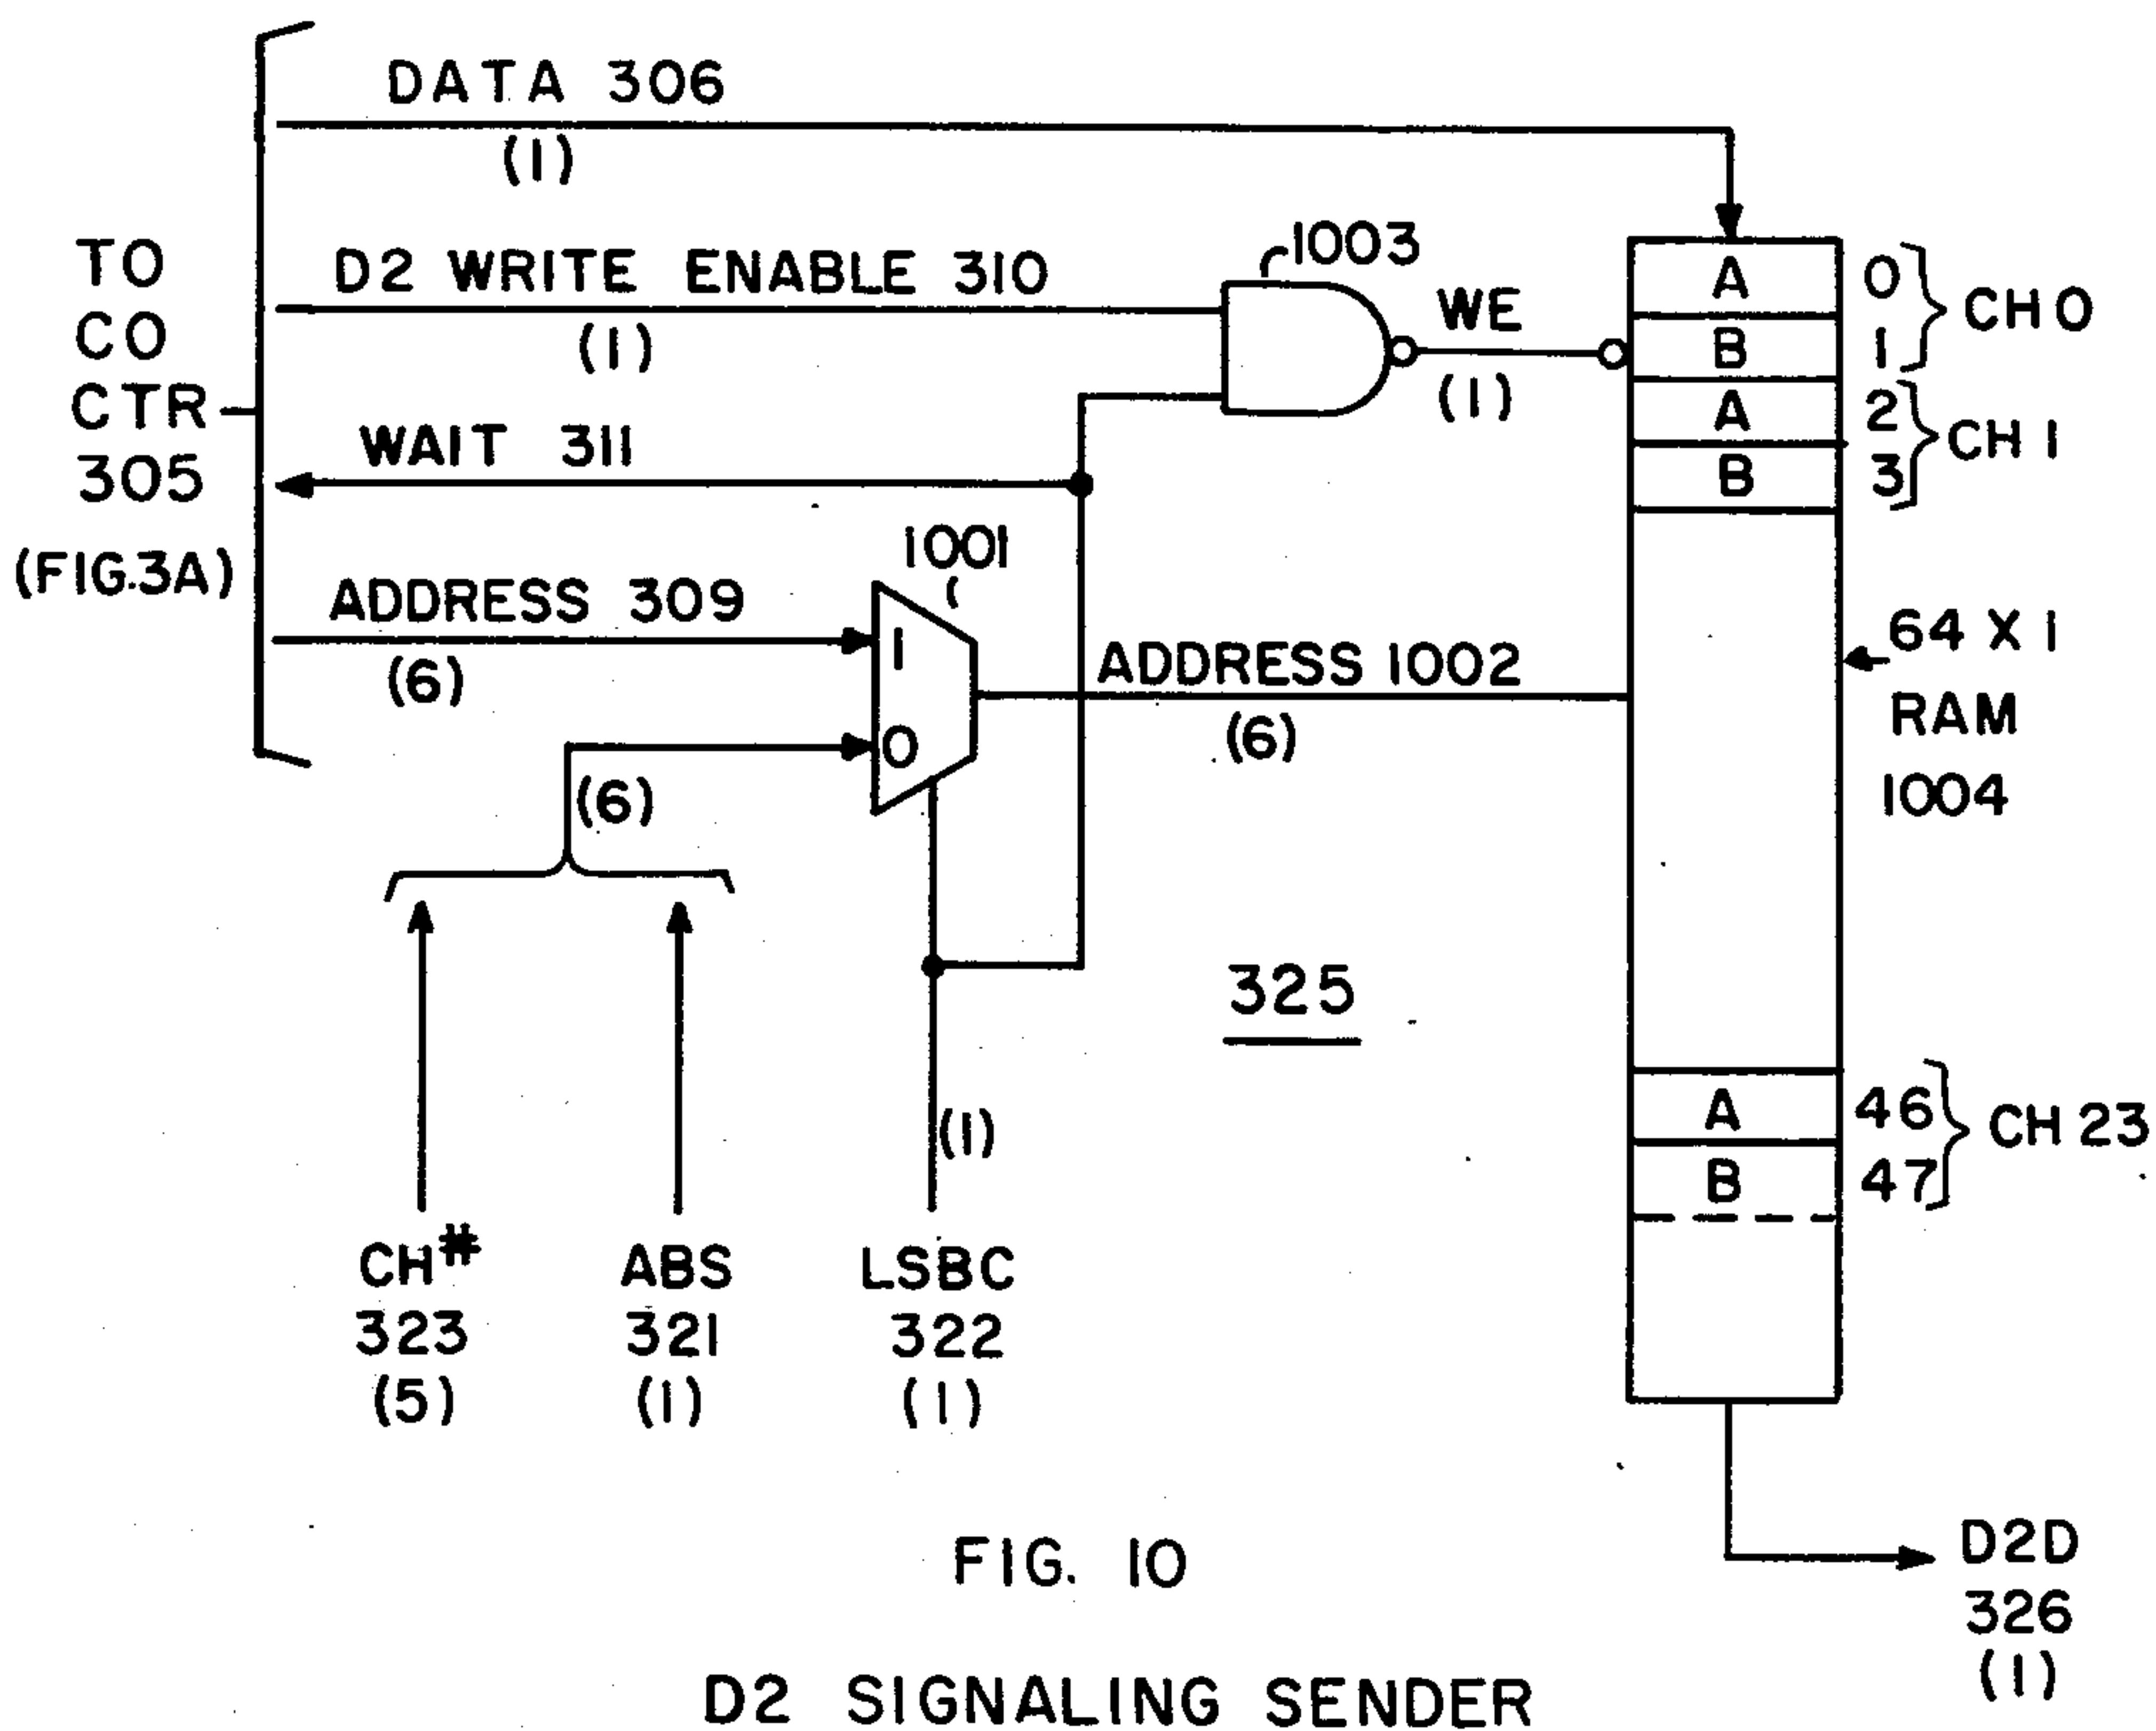 DATA 306
(1)
TO
CO
CTR
305
(FIG.3A)
D2 WRITE ENABLE 310
(1)
WAIT 311
ADDRESS 309
(6)
1001
1
0
(6)
1003
WE
(1)
ADDRESS 1002
(6)
A 0
B 1
CH 0
A 2
B 3
CH 1
64 X 1
RAM
1004
325
A 46
B 47
CH 23
(1)
CH#
323
(5)
ABS
321
(1)
LSBC
322
(1)
D2D
326
(1)
FIG. 10
D2 SIGNALING SENDER